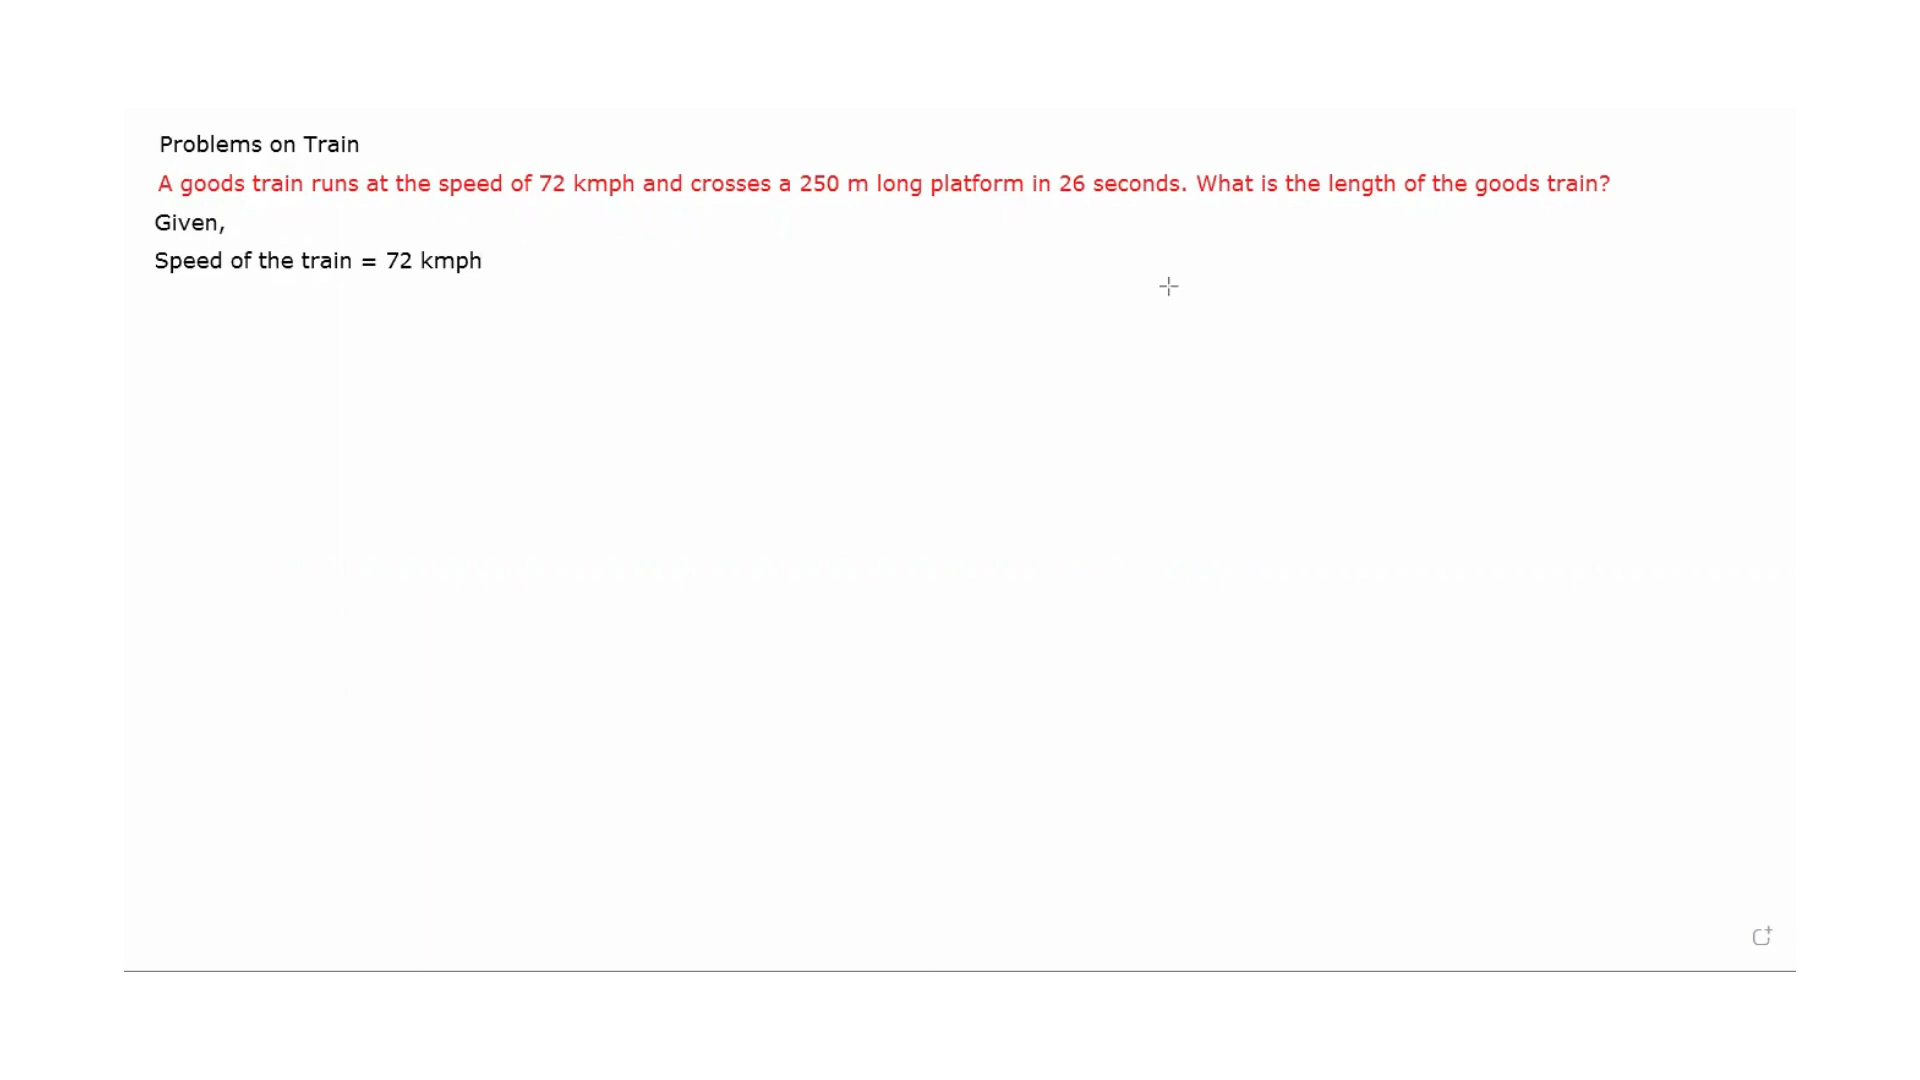 Problems on Train
A goods train runs at the speed of 72 kmph and crosses a 250 m long platform in 26 seconds. What is the length of the goods train?
Given,
Speed of the train = 72 kmph